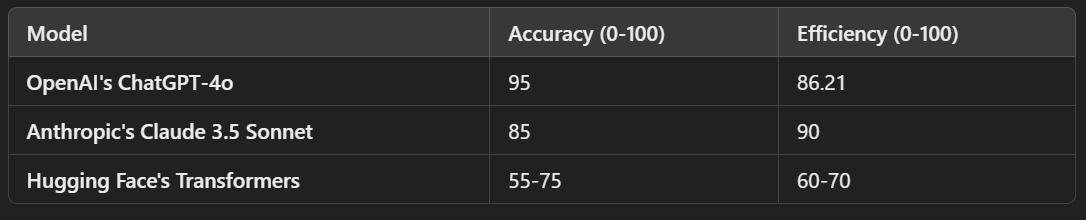 Model Accuracy (0-100) Efficiency (0-100)
OpenAI's ChatGPT-4o 95 86.21
Anthropic's Claude 3.5 Sonnet 85 90
Hugging Face's Transformers 55-75 60-70